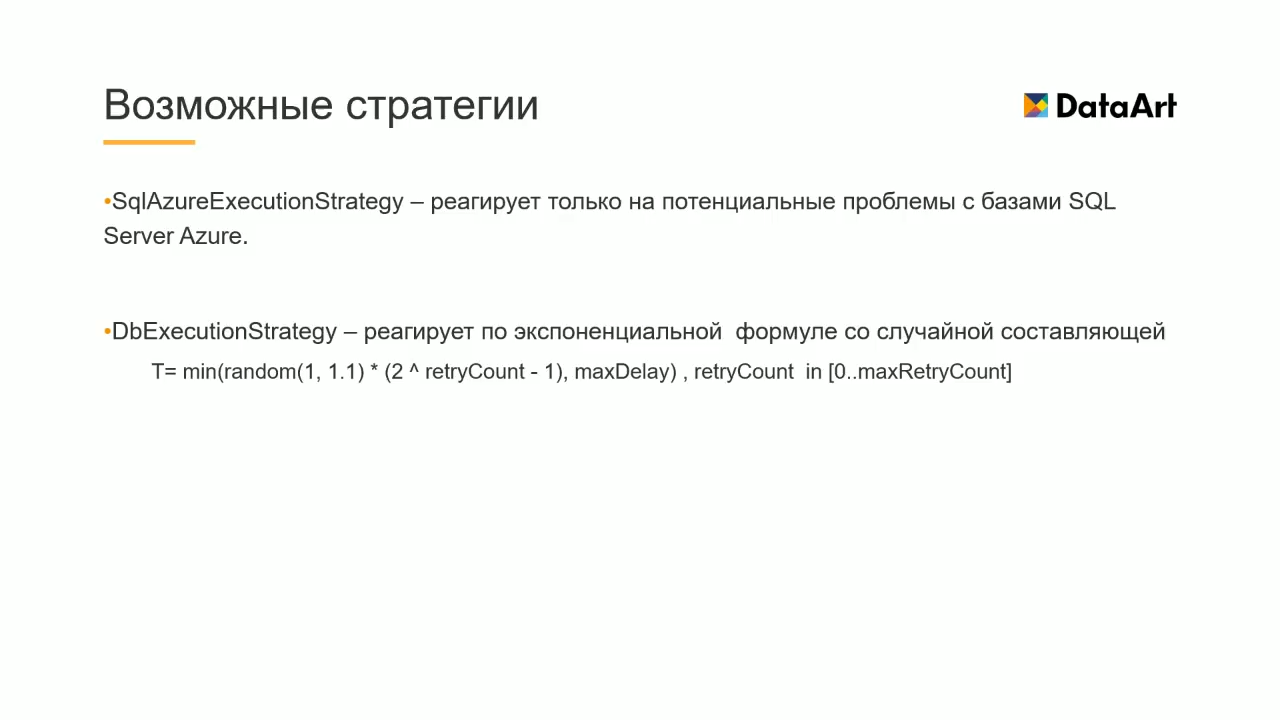 Возможные стратегии
DataArt
•SqlAzureExecutionStrategy – реагирует только на потенциальные проблемы с базами SQL
Server Azure.
•DbExecutionStrategy – реагирует по экспоненциальной  формуле со случайной составляющей
T= min(random(1, 1.1) * (2 ^ retryCount - 1), maxDelay) , retryCount  in [0..maxRetryCount]